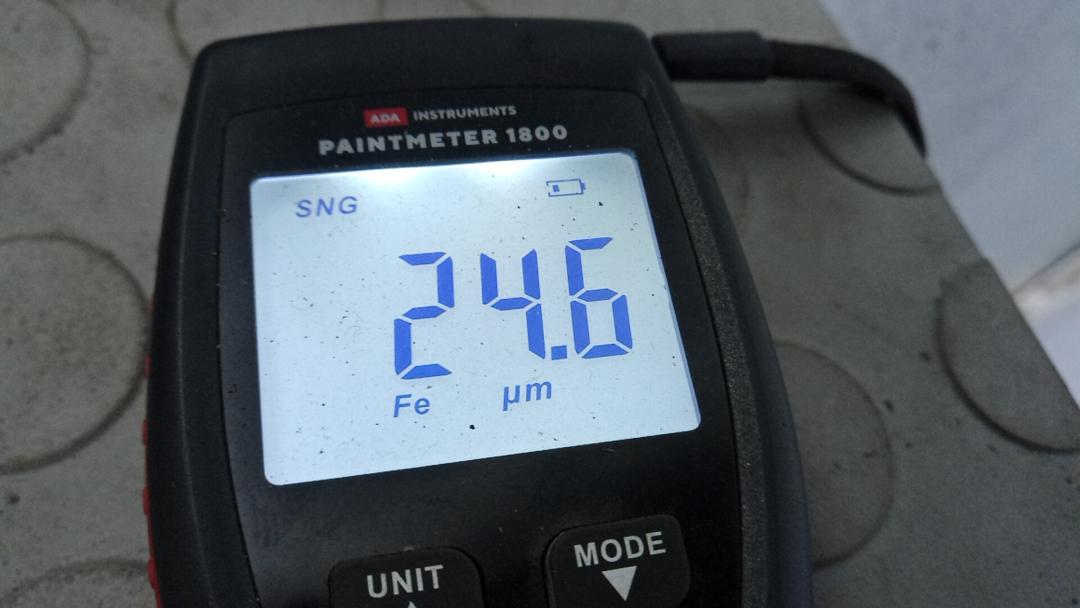 ADA INSTRUMENTS
PAINTMETER 1800
SNG
24.6
Fe µm
UNIT
MODE